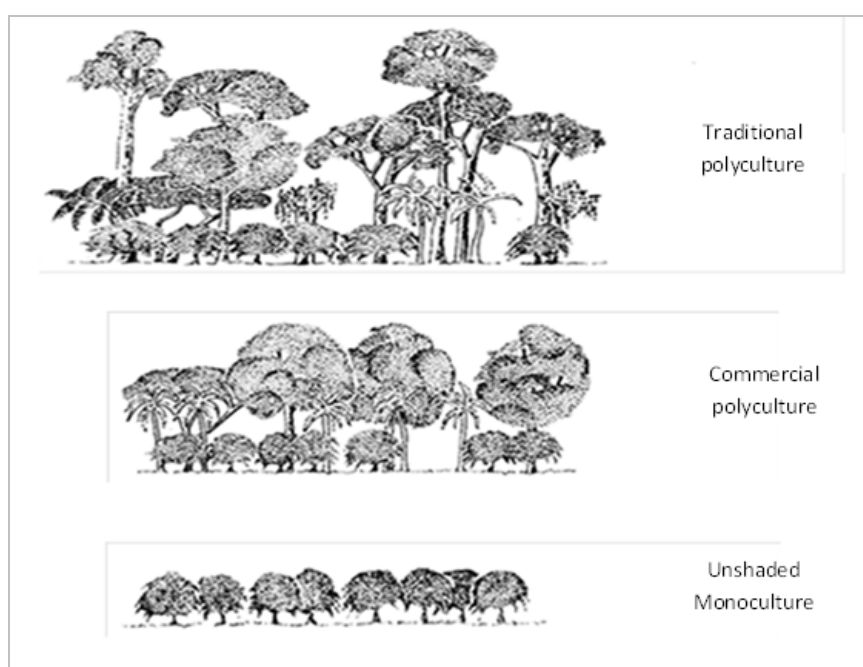 Traditional
polyculture
Commercial
polyculture
Unshaded
Monoculture